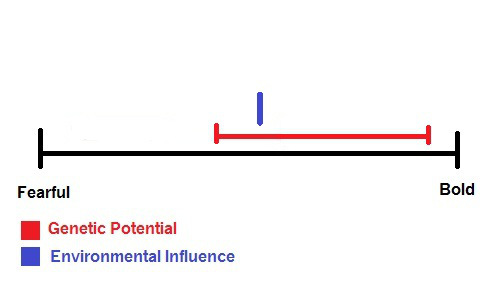 Fearful
Bold
Genetic Potential
Environmental Influence